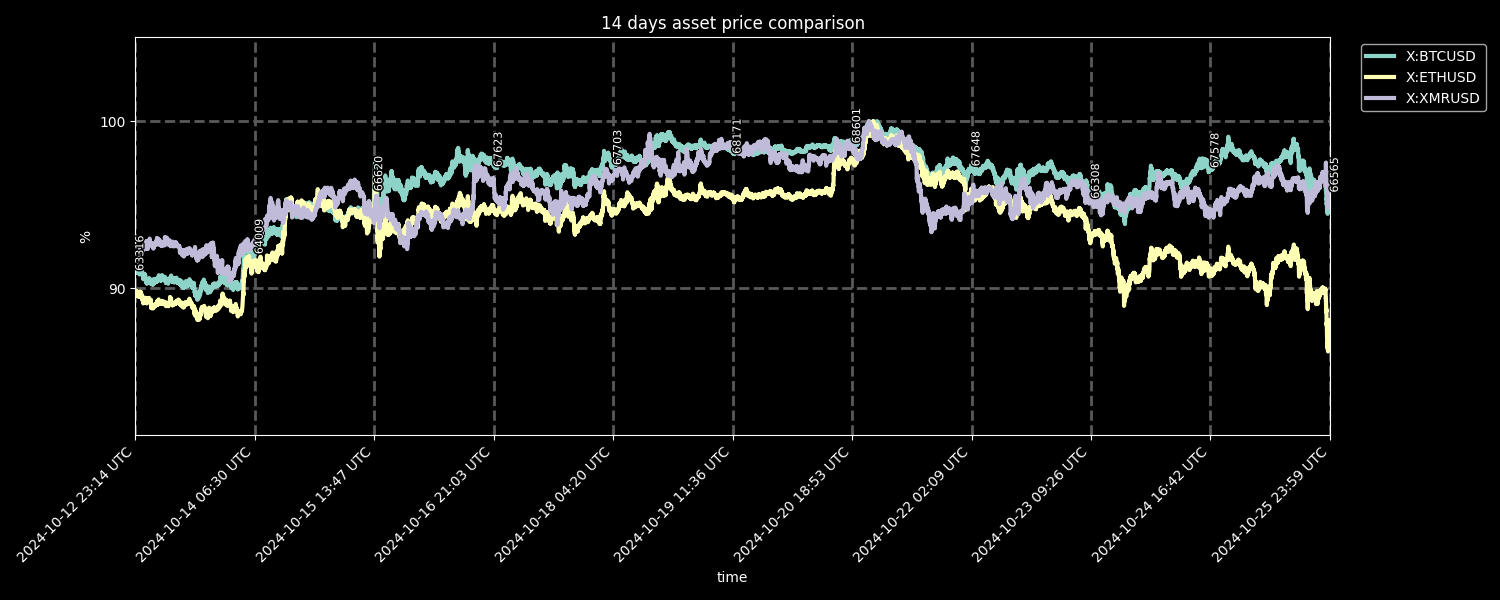 14 days asset price comparison
X:BTCUSD
X:ETHUSD
X:XMRUSD
%
100
90
63316
64009
66620
67623
67703
68171
68601
67648
66308
67578
66565
2024-10-12 23:14 UTC
2024-10-14 06:30 UTC
2024-10-15 13:47 UTC
2024-10-16 21:03 UTC
2024-10-18 04:20 UTC
2024-10-19 11:36 UTC
2024-10-20 18:53 UTC
2024-10-22 02:09 UTC
2024-10-23 09:26 UTC
2024-10-24 16:42 UTC
2024-10-25 23:59 UTC
time